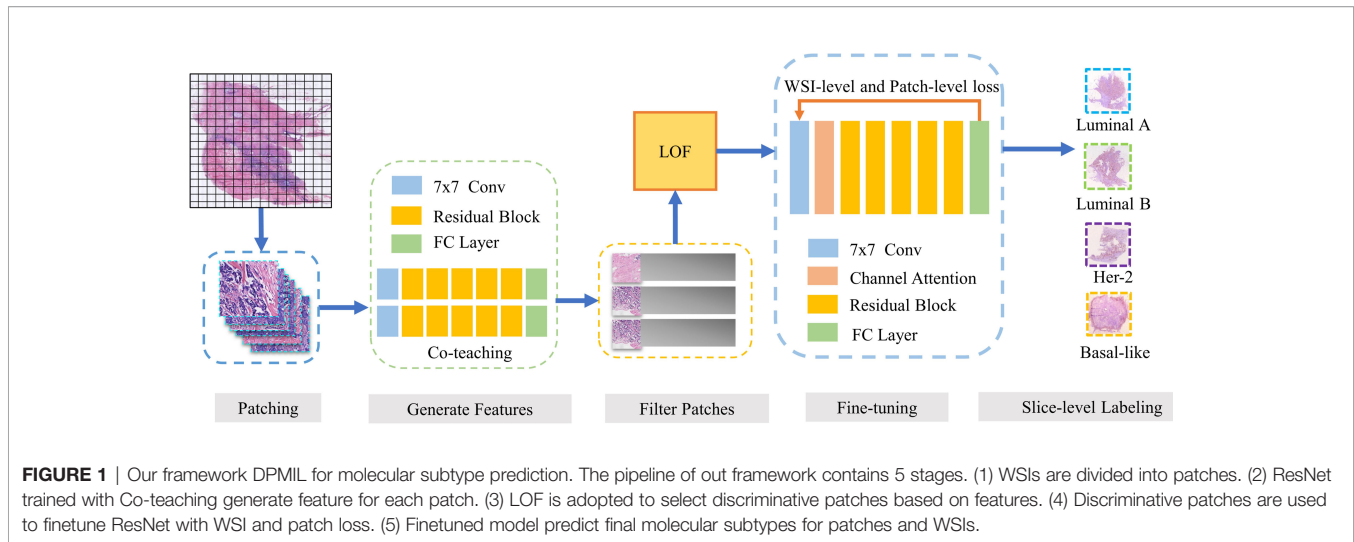 WSI-level and Patch-level loss
LOF
7x7 Conv
Residual Block
FC Layer
Co-teaching
7x7 Conv
Channel Attention
Residual Block
FC Layer
Luminal A
Luminal B
Her-2
Basal-like
Patching
Generate Features
Filter Patches
Fine-tuning
Slice-level Labeling
FIGURE 1 | Our framework DPMIL for molecular subtype prediction. The pipeline of out framework contains 5 stages. (1) WSIs are divided into patches. (2) ResNet
trained with Co-teaching generate feature for each patch. (3) LOF is adopted to select discriminative patches based on features. (4) Discriminative patches are used
to finetune ResNet with WSI and patch loss. (5) Finetuned model predict final molecular subtypes for patches and WSIs.